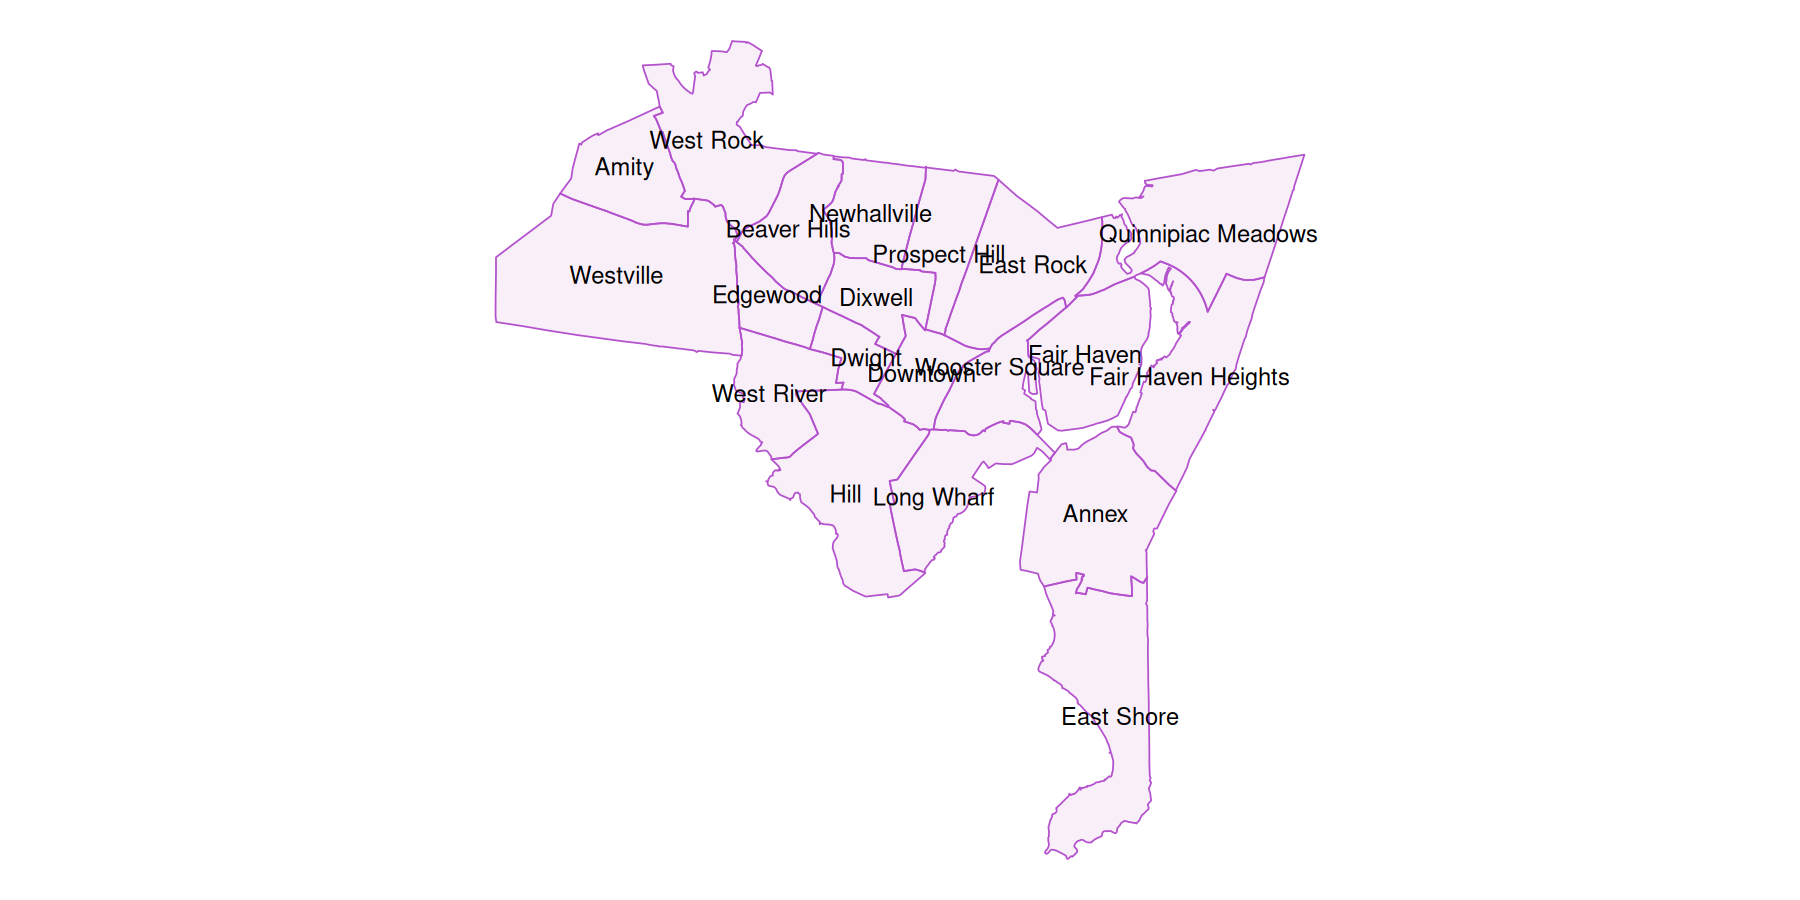 West Rock
Amity
Newhallville
Beaver Hills
Quinnipiac Meadows
Prospect Hill
East Rock
Westville
Edgewood
Dixwell
Fair Haven
Dwight
Wooster Square
Downtown
Fair Haven Heights
West River
Hill
Long Wharf
Annex
East Shore